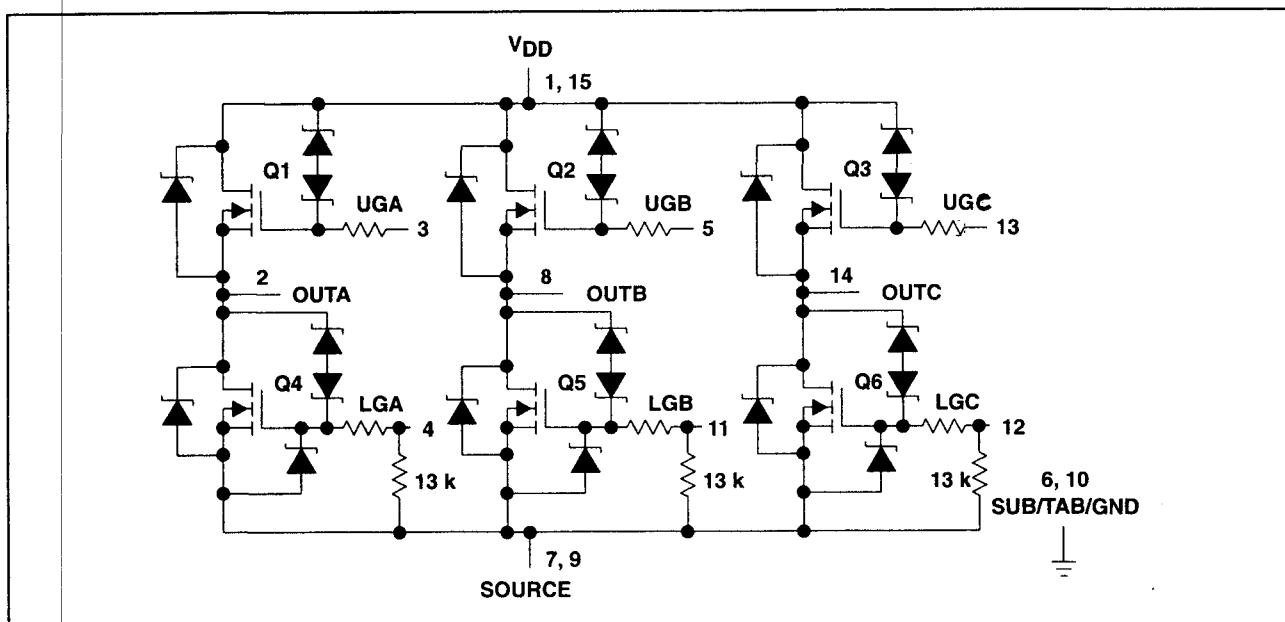 VDD
1, 15
Q1
Q2
Q3
UGA
3
UGB
5
UGC
13
2
OUTA
8
OUTB
14
OUTC
Q4
Q5
Q6
LGA
4
LGB
11
LGC
12
13 k
13 k
13 k
6, 10
SUB/TAB/GND
7, 9
SOURCE